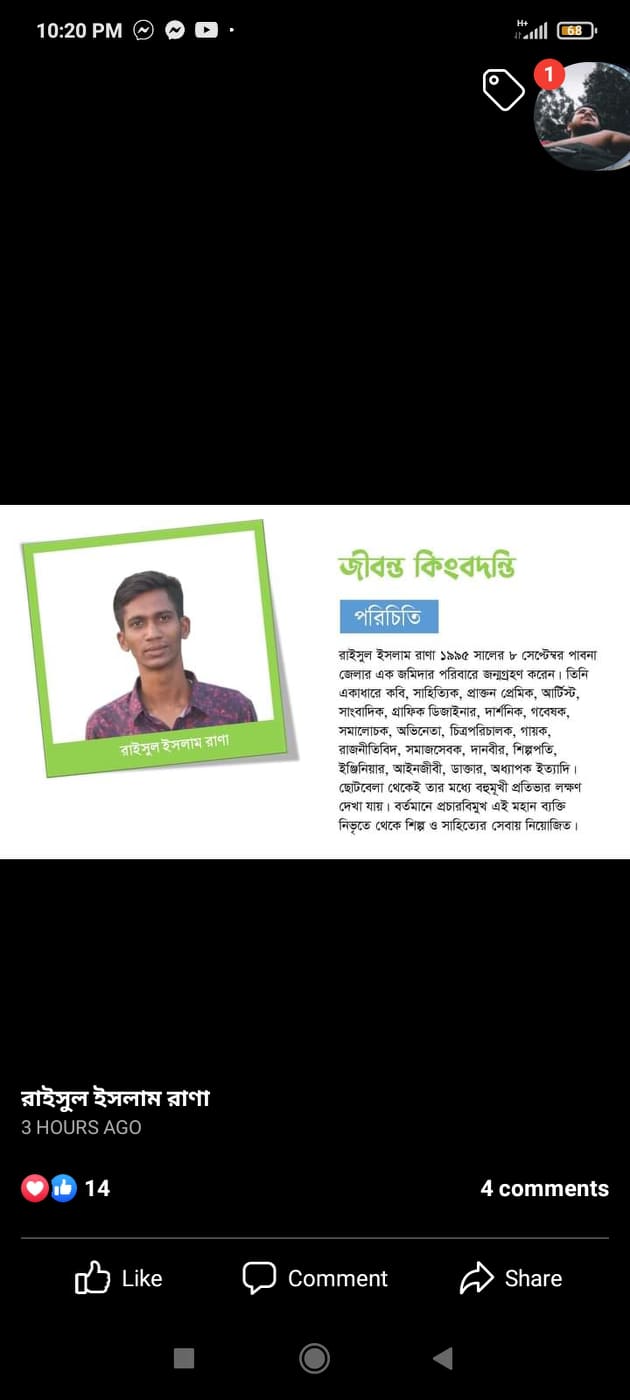 10:20 PM
H+
68
1
জীবন্ত কিংবদন্তি
পরিচিতি
রাইসুল ইসলাম রাণা ১৯৯৫ সালের ৮ সেপ্টেম্বর পাবনা
জেলার এক জমিদার পরিবারে জন্মগ্রহণ করেন। তিনি
একাধারে কবি, সাহিত্যিক, প্রাক্তন প্রেমিক, আর্টিস্ট,
সাংবাদিক, গ্রাফিক ডিজাইনার, দার্শনিক, গবেষক,
সমালোচক, অভিনেতা, চিত্রপরিচালক, গায়ক,
রাজনীতিবিদ, সমাজসেবক, দানবীর, শিল্পপতি,
ইঞ্জিনিয়ার, আইনজীবী, ডাক্তার, অধ্যাপক ইত্যাদি।
ছোটবেলা থেকেই তার মধ্যে বহুমূখী প্রতিভার লক্ষণ
দেখা যায়। বর্তমানে প্রচারবিমুখ এই মহান ব্যক্তি
নিভৃতে থেকে শিল্প ও সাহিত্যের সেবায় নিয়োজিত।
রাইসুল ইসলাম রাণা
রাইসুল ইসলাম রাণা
3 HOURS AGO
14
4 comments
Like
Comment
Share